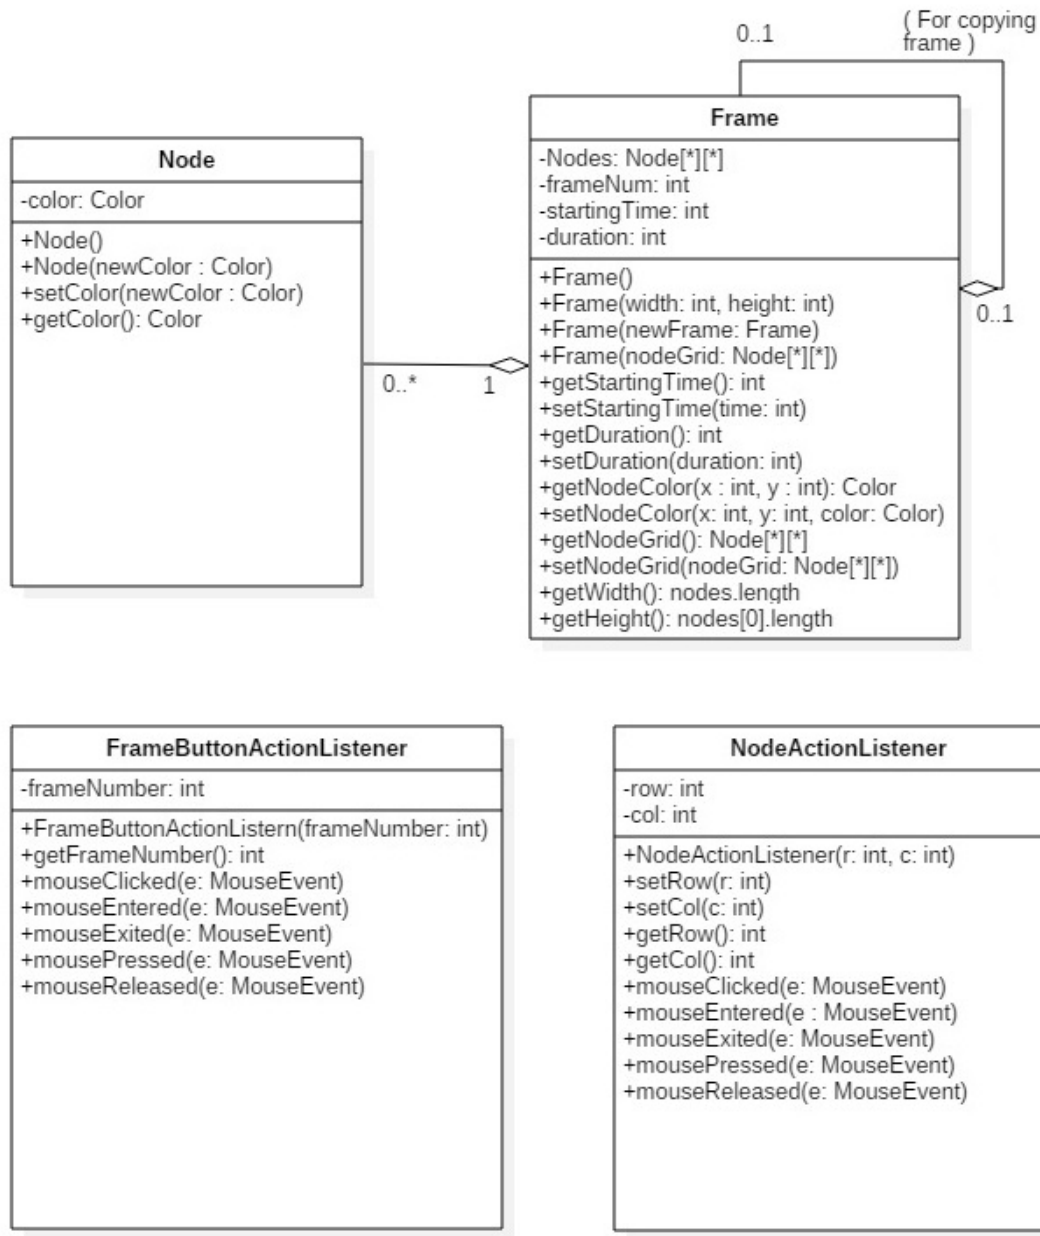 0..1
( For copying
frame )
Node
-color: Color
+Node()
+Node(newColor : Color)
+setColor(newColor : Color)
+getColor(): Color
0..*
1
Frame
-Nodes: Node[*][*]
-frameNum: int
-startingTime: int
-duration: int
+Frame()
+Frame(width: int, height: int)
+Frame(newFrame: Frame)
+Frame(nodeGrid: Node[*][*])
+getStartingTime(): int
+setStartingTime(time: int)
+getDuration(): int
+setDuration(duration: int)
+getNodeColor(x : int, y : int): Color
+setNodeColor(x: int, y: int, color: Color)
+getNodeGrid(): Node[*][*]
+setNodeGrid(nodeGrid: Node[*][*])
+getWidth(): nodes.length
+getHeight(): nodes[0].length
0..1
FrameButtonActionListener
-frameNumber: int
+FrameButtonActionListern(frameNumber: int)
+getFrameNumber(): int
+mouseClicked(e: MouseEvent)
+mouseEntered(e: MouseEvent)
+mouseExited(e: MouseEvent)
+mousePressed(e: MouseEvent)
+mouseReleased(e: MouseEvent)
NodeActionListener
-row: int
-col: int
+NodeActionListener(r: int, c: int)
+setRow(r: int)
+setCol(c: int)
+getRow(): int
+getCol(): int
+mouseClicked(e: MouseEvent)
+mouseEntered(e : MouseEvent)
+mouseExited(e: MouseEvent)
+mousePressed(e: MouseEvent)
+mouseReleased(e: MouseEvent)